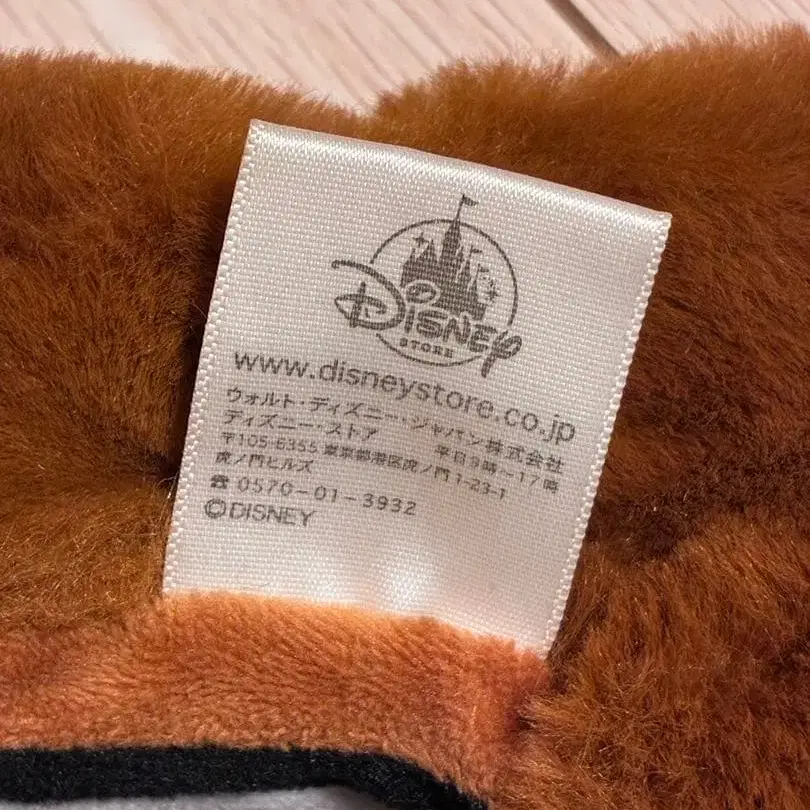 DISNEY
STORE
www.disneystore.co.jp
ウォルト・ディズニー・ジャパン株式会社
ディズニー・ストア 平日9時〜17時
〒105-6355 東京都港区虎ノ門1-23-1
虎ノ門ヒルズ
☎ 0570-01-3932
©DISNEY